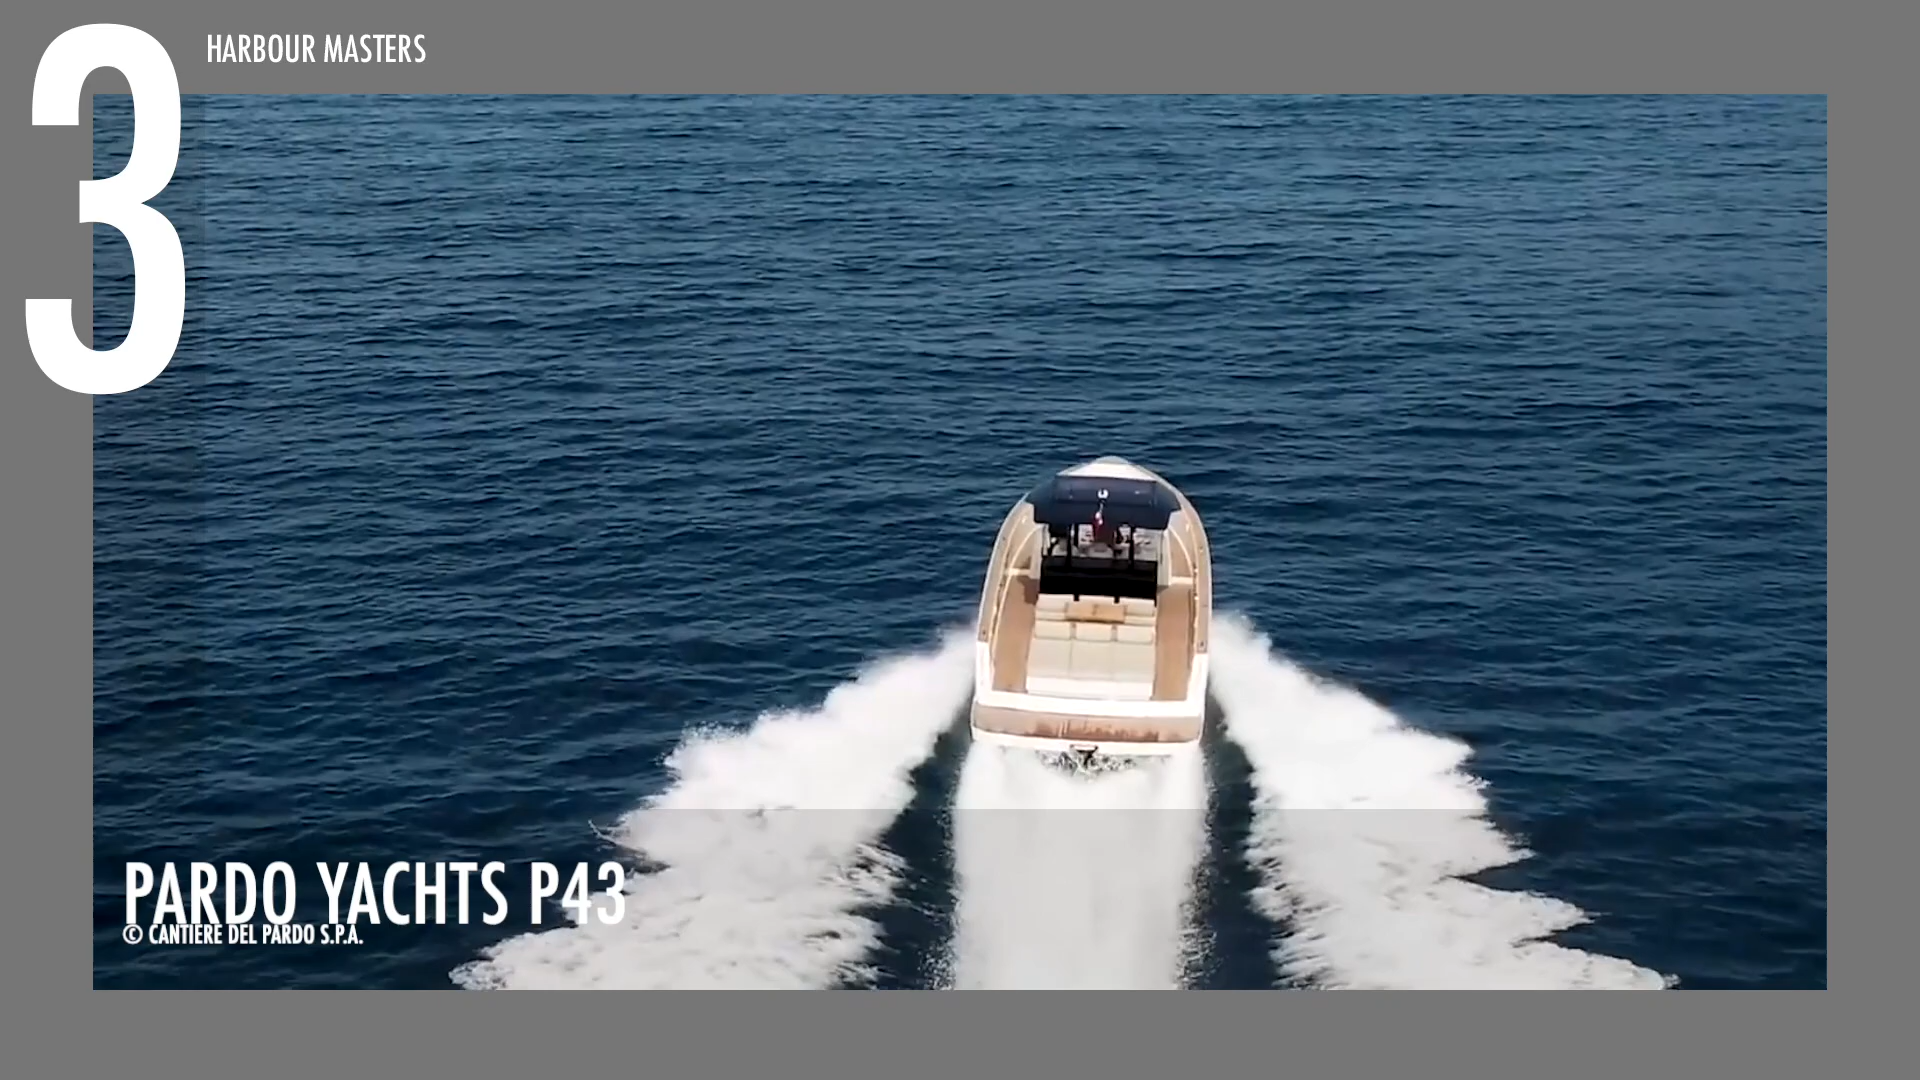 3
HARBOUR MASTERS
PARDO YACHTS P43
© CANTIERE DEL PARDO S.P.A.